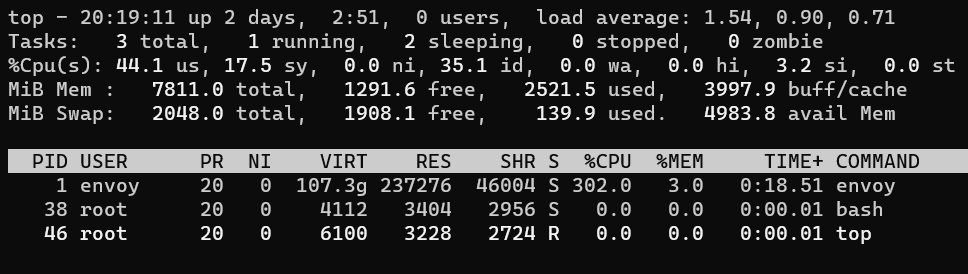 top - 20:19:11 up 2 days,  2:51,  0 users,  load average: 1.54, 0.90, 0.71
Tasks:   3 total,   1 running,   2 sleeping,   0 stopped,   0 zombie
%Cpu(s): 44.1 us, 17.5 sy,  0.0 ni, 35.1 id,  0.0 wa,  0.0 hi,  3.2 si,  0.0 st
MiB Mem :   7811.0 total,   1291.6 free,   2521.5 used,   3997.9 buff/cache
MiB Swap:   2048.0 total,   1908.1 free,    139.9 used.   4983.8 avail Mem
  PID USER      PR  NI    VIRT    RES    SHR S  %CPU  %MEM     TIME+ COMMAND
    1 envoy     20   0  107.3g 237276  46004 S 302.0   3.0   0:18.51 envoy
   38 root      20   0    4112   3404   2956 S   0.0   0.0   0:00.01 bash
   46 root      20   0    6100   3228   2724 R   0.0   0.0   0:00.01 top